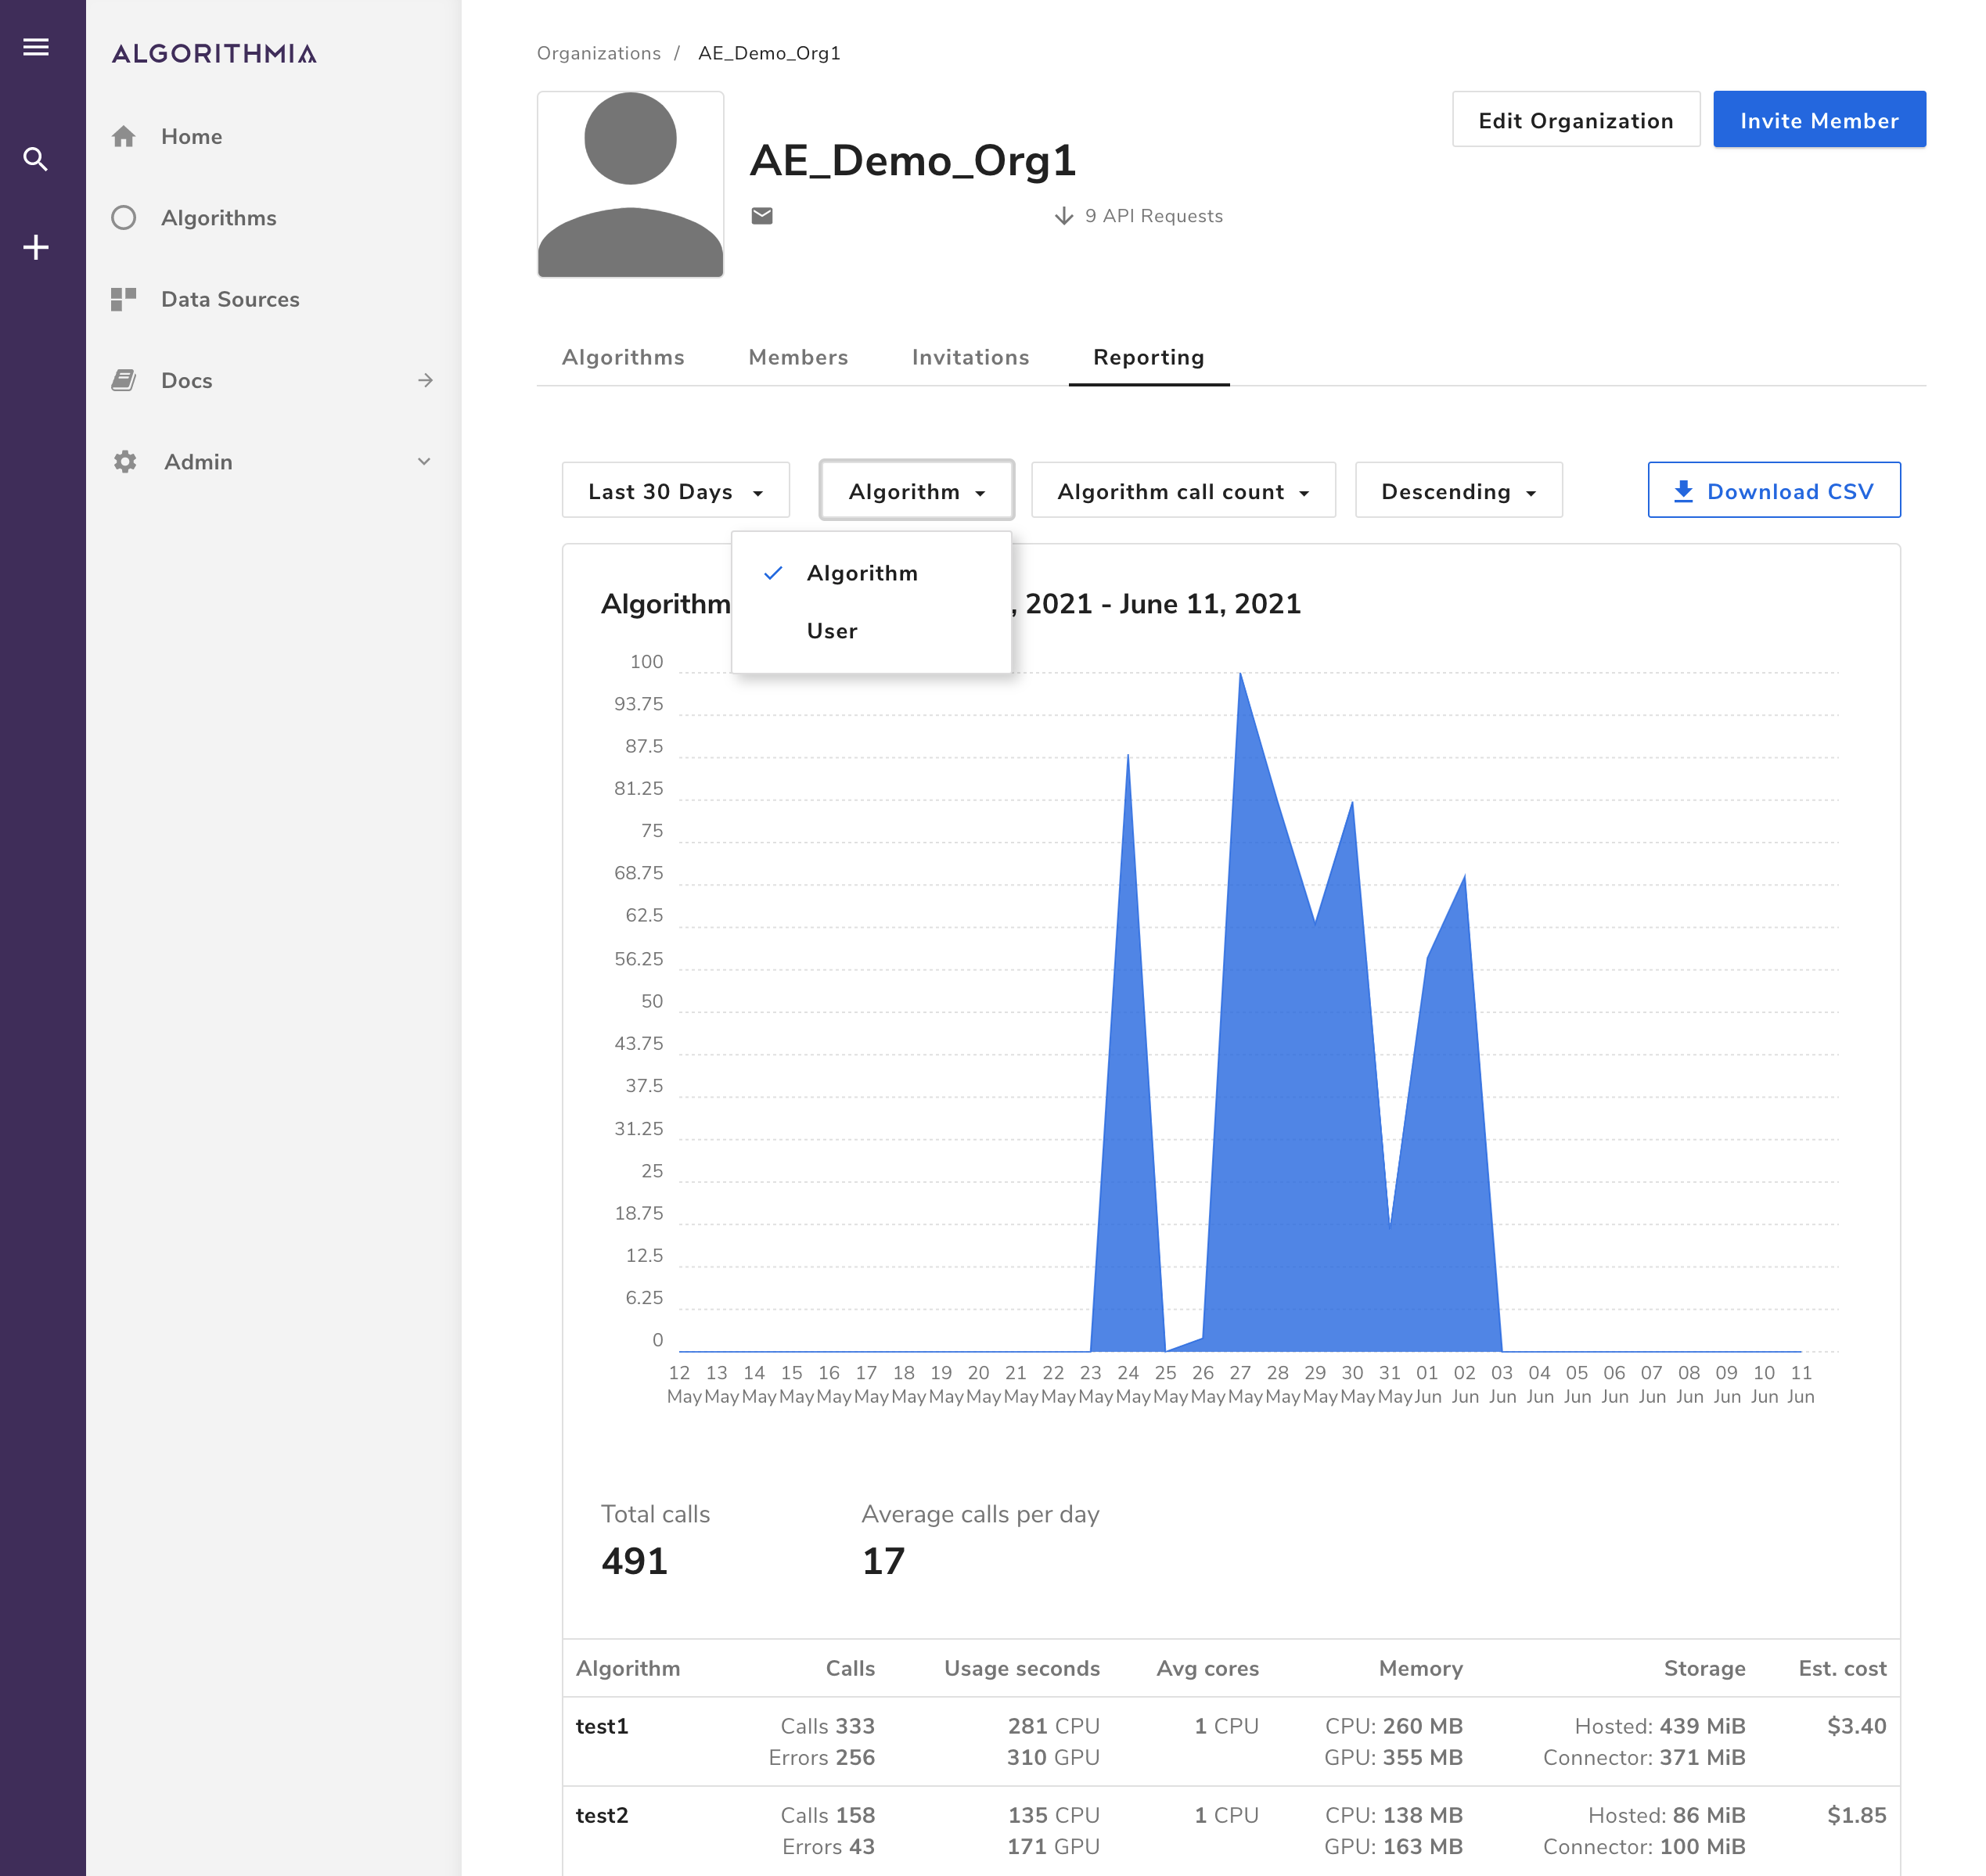 ALGORITHMIA
Home
Algorithms
Data Sources
Docs
Admin
Organizations / AE_Demo_Org1
AE_Demo_Org1
9 API Requests
Edit Organization
Invite Member
Algorithms Members Invitations Reporting
Last 30 Days Algorithm Algorithm call count Descending Download CSV
Algorithm
User
Algorithm , 2021 - June 11, 2021
100
93.75
87.5
81.25
75
68.75
62.5
56.25
50
43.75
37.5
31.25
25
18.75
12.5
6.25
0
12 13 14 15 16 17 18 19 20 21 22 23 24 25 26 27 28 29 30 31 01 02 03 04 05 06 07 08 09 10 11
May May May May May May May May May May May May May May May May May May May May Jun Jun Jun Jun Jun Jun Jun Jun Jun Jun Jun
Total calls Average calls per day
491 17
Algorithm Calls Usage seconds Avg cores Memory Storage Est. cost
test1 Calls 333 281 CPU 1 CPU CPU: 260 MB Hosted: 439 MiB $3.40
Errors 256 310 GPU GPU: 355 MB Connector: 371 MiB
test2 Calls 158 135 CPU 1 CPU CPU: 138 MB Hosted: 86 MiB $1.85
Errors 43 171 GPU GPU: 163 MB Connector: 100 MiB